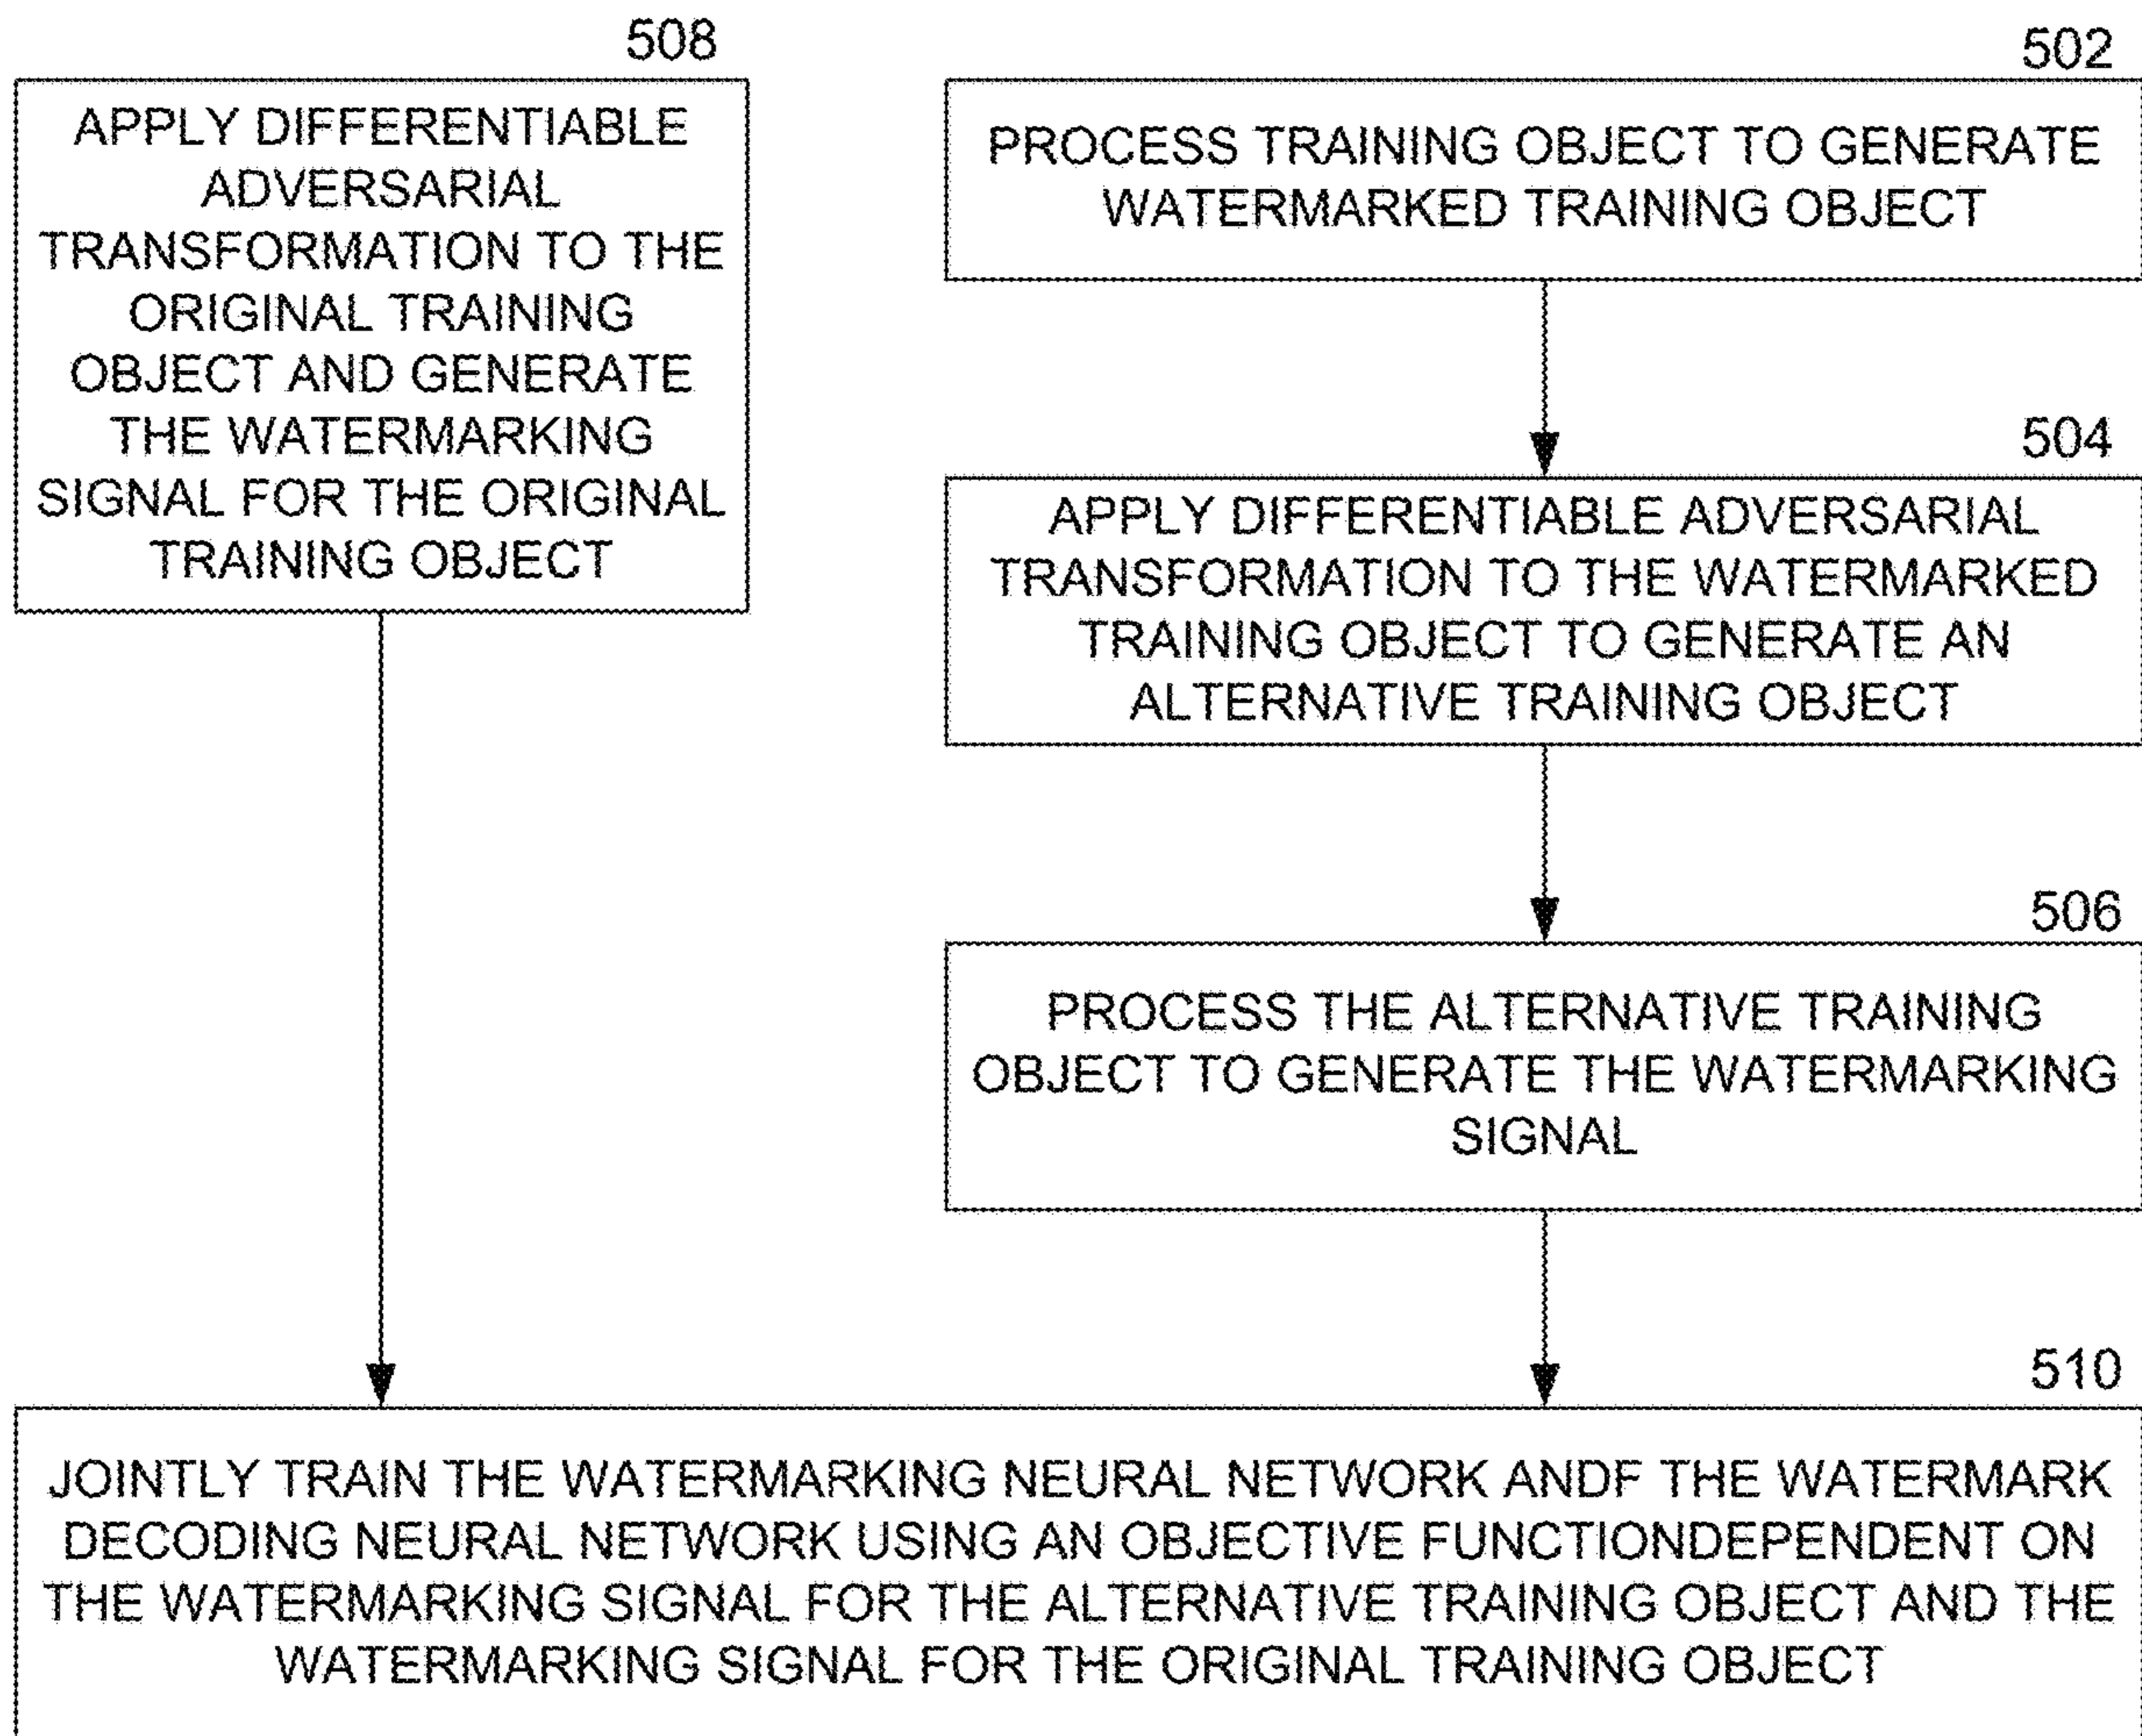 508
APPLY DIFFERENTIABLE
ADVERSARIAL
TRANSFORMATION TO THE
ORIGINAL TRAINING
OBJECT AND GENERATE
THE WATERMARKING
SIGNAL FOR THE ORIGINAL
TRAINING OBJECT
502
PROCESS TRAINING OBJECT TO GENERATE
WATERMARKED TRAINING OBJECT
504
APPLY DIFFERENTIABLE ADVERSARIAL
TRANSFORMATION TO THE WATERMARKED
TRAINING OBJECT TO GENERATE AN
ALTERNATIVE TRAINING OBJECT
506
PROCESS THE ALTERNATIVE TRAINING
OBJECT TO GENERATE THE WATERMARKING
SIGNAL
510
JOINTLY TRAIN THE WATERMARKING NEURAL NETWORK ANDF THE WATERMARK
DECODING NEURAL NETWORK USING AN OBJECTIVE FUNCTIONDEPENDENT ON
THE WATERMARKING SIGNAL FOR THE ALTERNATIVE TRAINING OBJECT AND THE
WATERMARKING SIGNAL FOR THE ORIGINAL TRAINING OBJECT